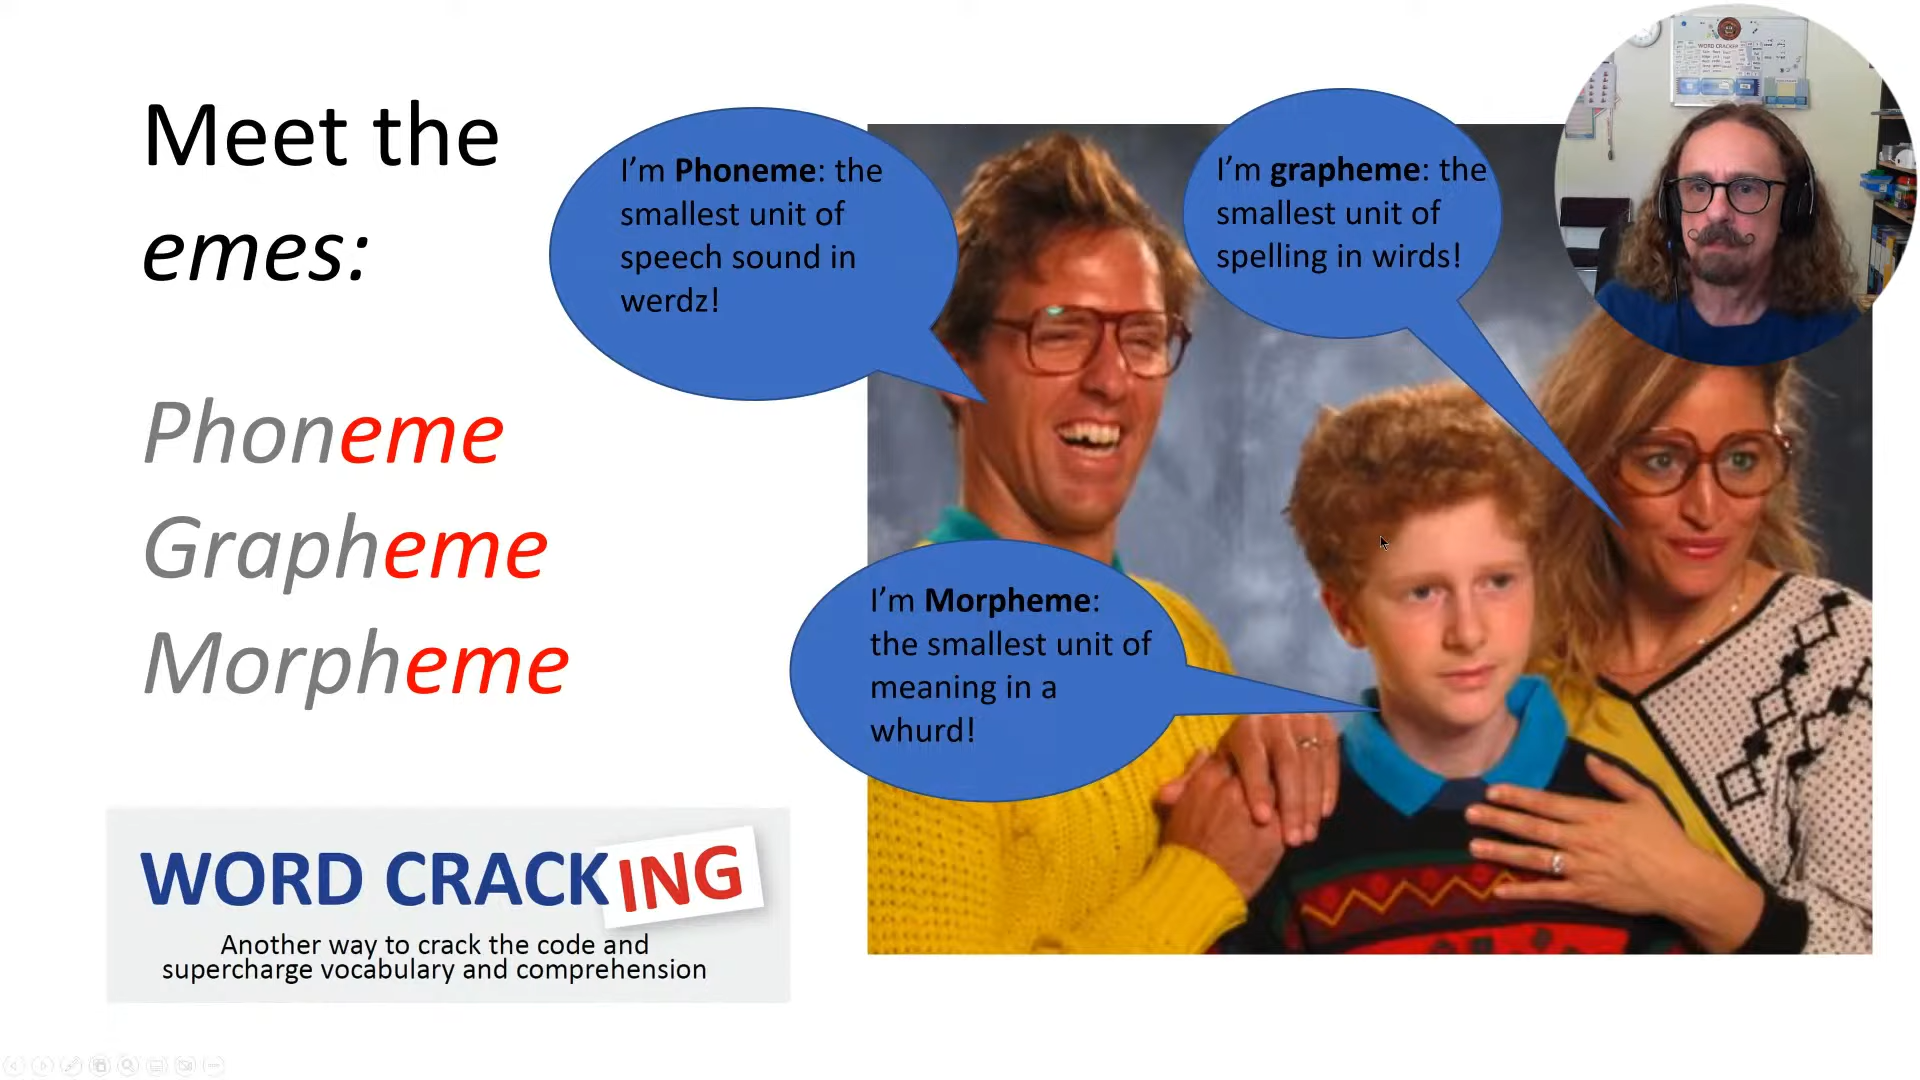 Meet the
emes:
Phoneme
Grapheme
Morpheme
I'm Phoneme: the
smallest unit of
speech sound in
werdz!
I'm grapheme: the
smallest unit of
spelling in wirds!
I'm Morpheme:
the smallest unit of
meaning in a
whurd!
WORD CRACKING
Another way to crack the code and
supercharge vocabulary and comprehension
WORD CRACKER